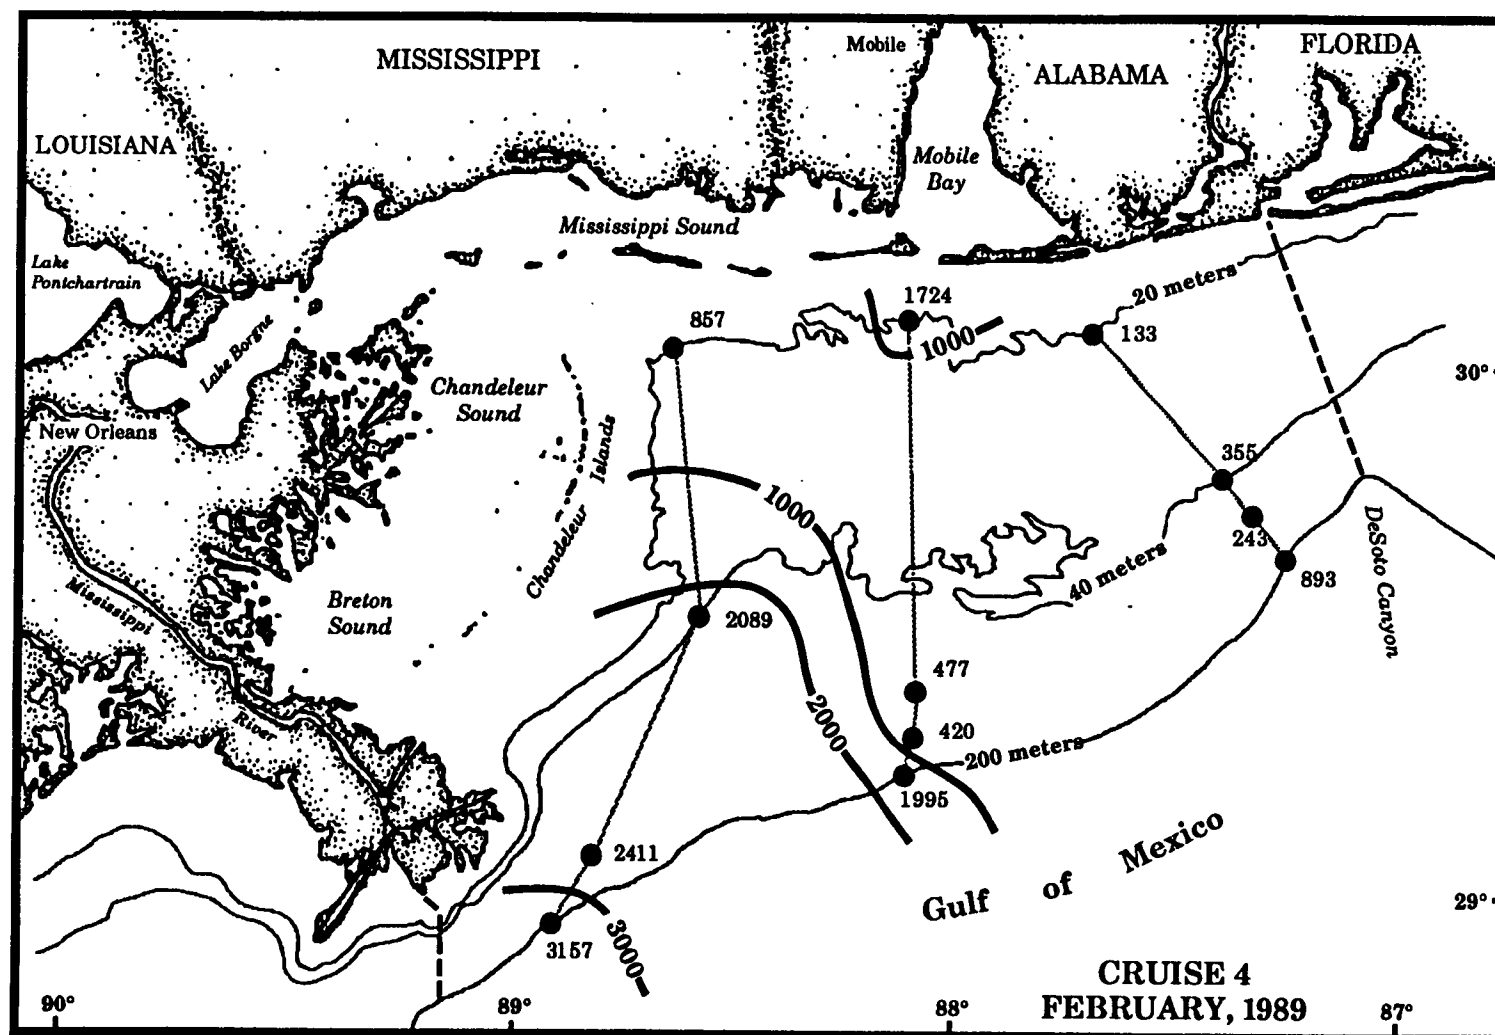 MISSISSIPPI
Mobile
FLORIDA
ALABAMA
LOUISIANA
Mobile
Bay
Mississippi Sound
Lake
Pontchartrain
20 meters
1724
857
1000
133
Lake Borgne
30°
Chandeleur
Sound
New Orleans
Islands
355
1000
DeSoto Canyon
243
Chandeleur
893
40 meters
Mississippi
Breton
Sound
2089
477
2000
River
420
200 meters
1995
Gulf of Mexico
2411
29°
3157
3000
CRUISE 4
FEBRUARY, 1989
90°
89°
88°
87°